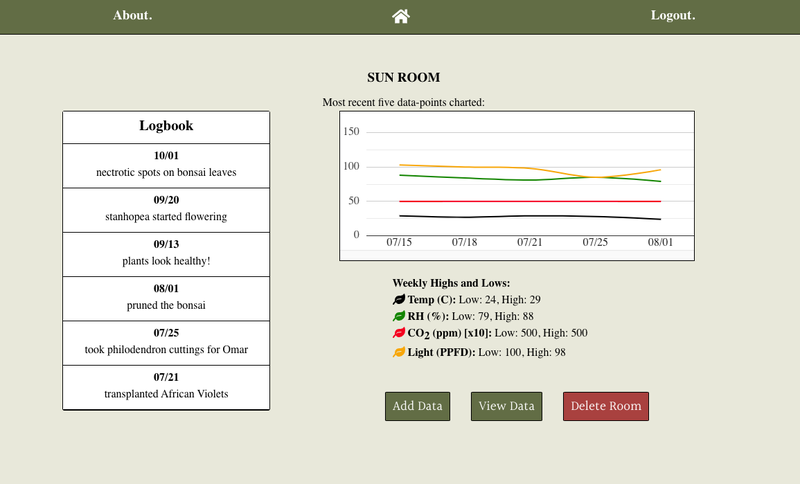 About.
Logout.
SUN ROOM
Most recent five data-points charted:
Logbook
10/01
nectrotic spots on bonsai leaves
09/20
stanhopea started flowering
09/13
plants look healthy!
08/01
pruned the bonsai
07/25
took philodendron cuttings for Omar
07/21
transplanted African Violets
150
100
50
0
07/15 07/18 07/21 07/25 08/01
Weekly Highs and Lows:
Temp (C): Low: 24, High: 29
RH (%): Low: 79, High: 88
CO2 (ppm) [x10]: Low: 500, High: 500
Light (PPFD): Low: 100, High: 98
Add Data
View Data
Delete Room